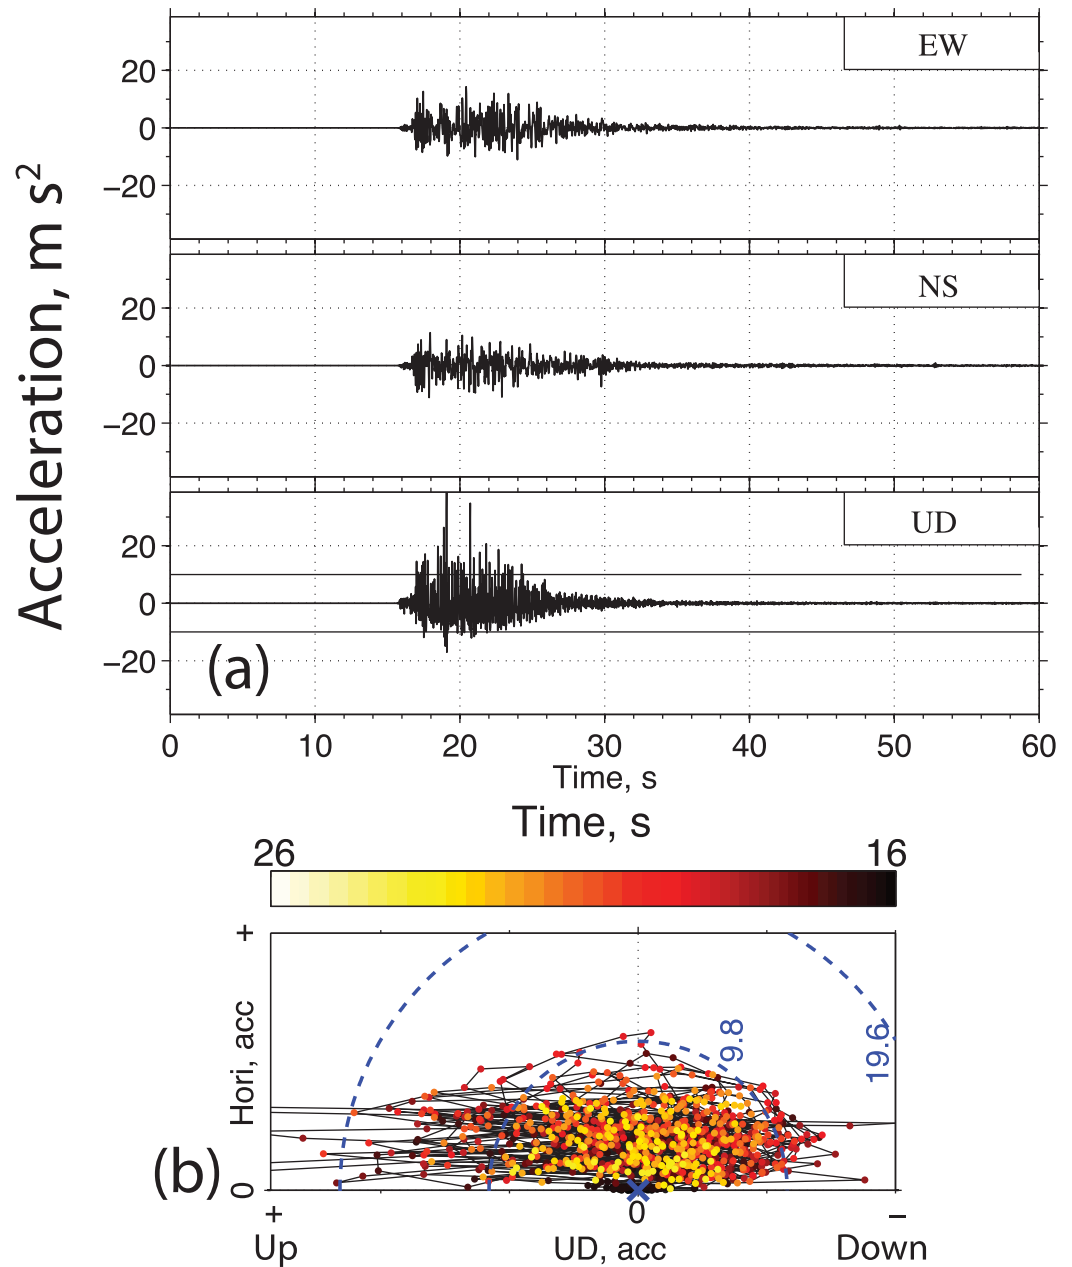 Acceleration, m s2
20
0
−20
EW
20
0
−20
NS
20
0
−20
UD
(a)
0 10 20 30 40 50 60
Time, s
Time, s
26 16
+
Hori, acc
0
9.8
19.6
(b)
+ 0 −
Up UD, acc Down